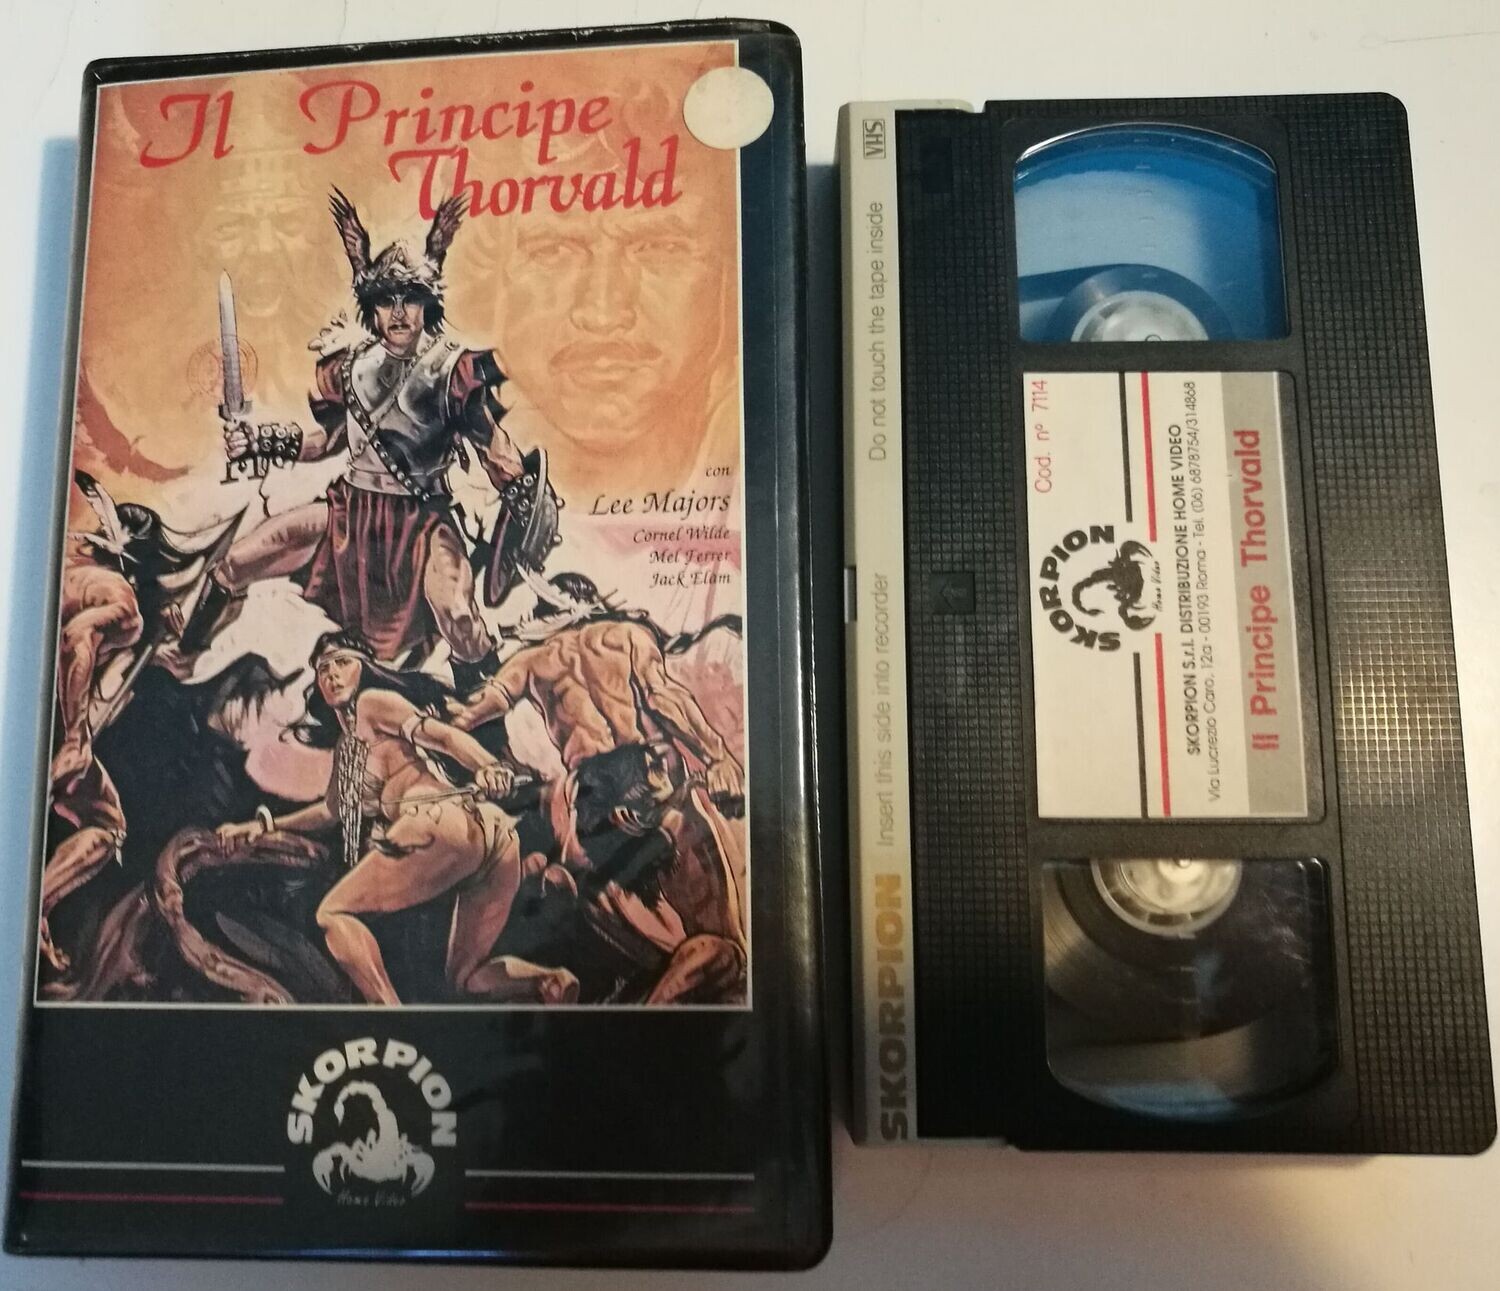 Il Principe
Thorvald
con
Lee Majors
Cornel Wilde
Mel Ferrer
Jack Elam
SKORPION
Home Video
VHS
Do not touch the tape inside
Insert this side into recorder
SKORPION
Cod. nº 7114
SKORPION
Home Video
SKORPION S.r.l. DISTRIBUZIONE HOME VIDEO
Via Lucrezio Caro, 12a - 00193 Roma - Tel. (06) 6878754/314868
Il Principe Thorvald